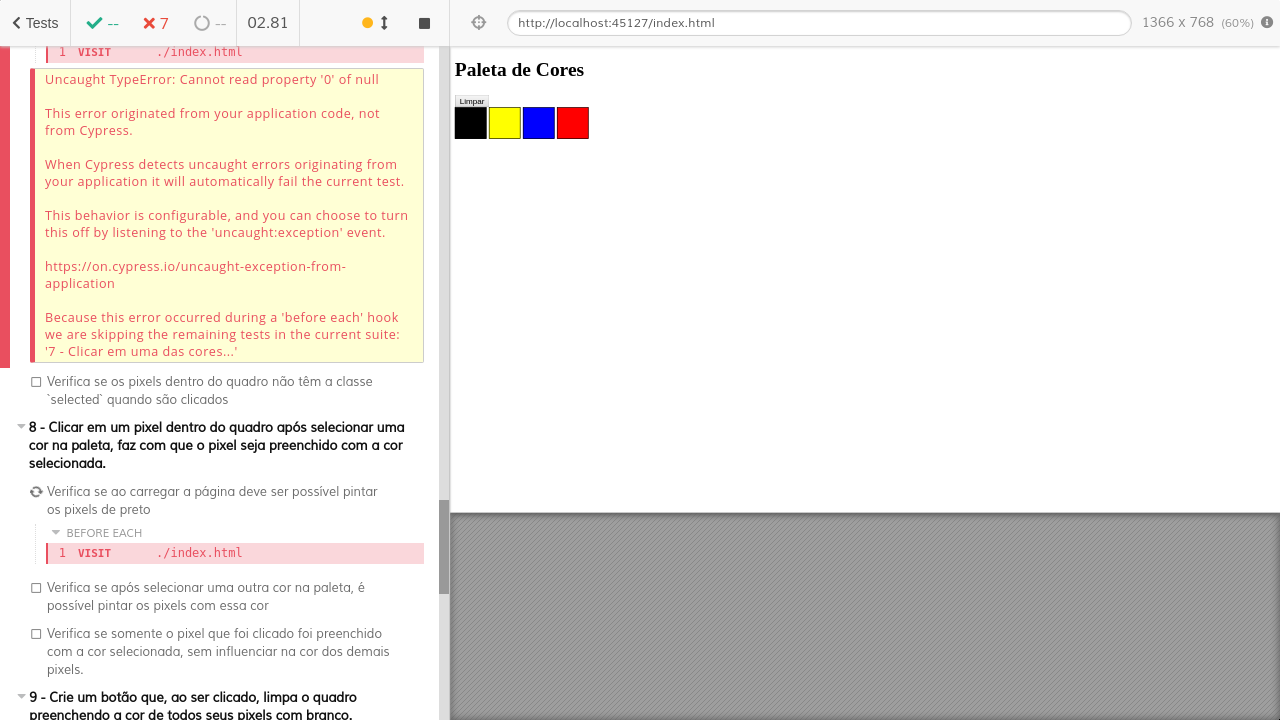 Tests
--
7
--
02.81
http://localhost:45127/index.html
1366 x 768 (60%)
1 VISIT ./index.html
Uncaught TypeError: Cannot read property '0' of null
This error originated from your application code, not
from Cypress.
When Cypress detects uncaught errors originating from
your application it will automatically fail the current test.
This behavior is configurable, and you can choose to turn
this off by listening to the 'uncaught:exception' event.
https://on.cypress.io/uncaught-exception-from-
application
Because this error occurred during a 'before each' hook
we are skipping the remaining tests in the current suite:
'7 - Clicar em uma das cores...'
Verifica se os pixels dentro do quadro não têm a classe
`selected` quando são clicados
8 - Clicar em um pixel dentro do quadro após selecionar uma
cor na paleta, faz com que o pixel seja preenchido com a cor
selecionada.
Verifica se ao carregar a página deve ser possível pintar
os pixels de preto
BEFORE EACH
1 VISIT ./index.html
Verifica se após selecionar uma outra cor na paleta, é
possível pintar os pixels com essa cor
Verifica se somente o pixel que foi clicado foi preenchido
com a cor selecionada, sem influenciar na cor dos demais
pixels.
9 - Crie um botão que, ao ser clicado, limpa o quadro
preenchendo a cor de todos seus pixels com branco.
Paleta de Cores
Limpar